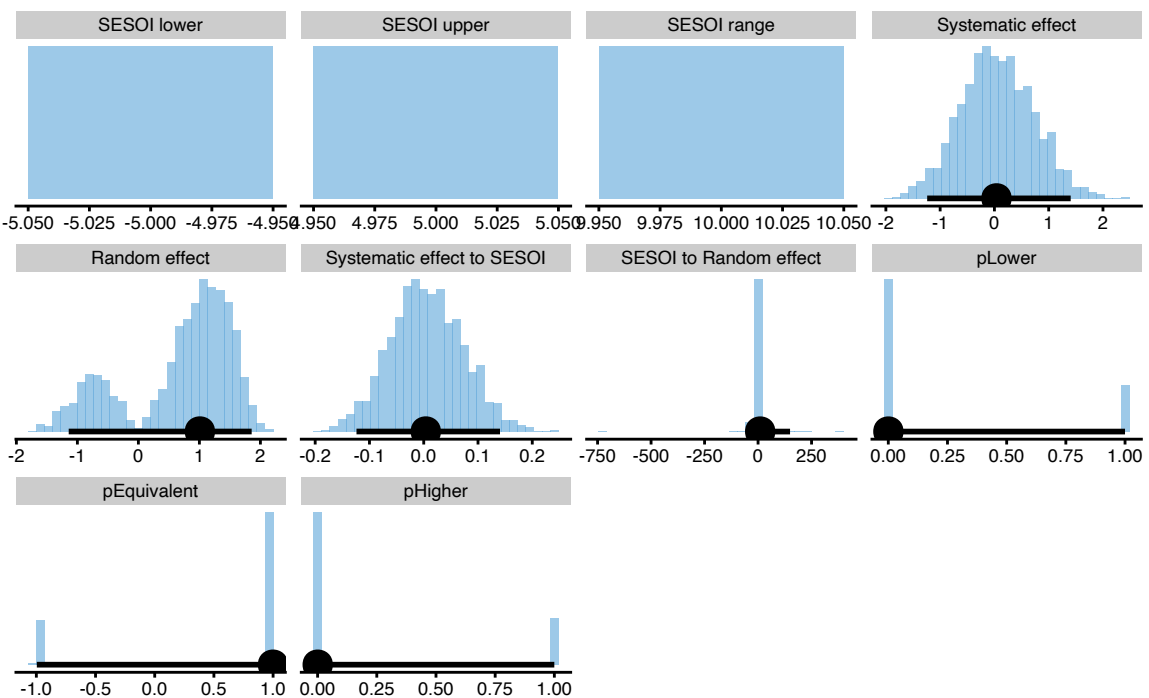 SESOI lower SESOI upper SESOI range Systematic effect
-5.050 -5.025 -5.000 -4.975 -4.950 4.950 4.975 5.000 5.025 5.050 9.950 9.975 10.000 10.025 10.050 -2 -1 0 1 2
Random effect Systematic effect to SESOI SESOI to Random effect pLower
-2 -1 0 1 2 -0.2 -0.1 0.0 0.1 0.2 -750 -500 -250 0 250 0.00 0.25 0.50 0.75 1.00
pEquivalent pHigher
-1.0 -0.5 0.0 0.5 1.0 0.00 0.25 0.50 0.75 1.00